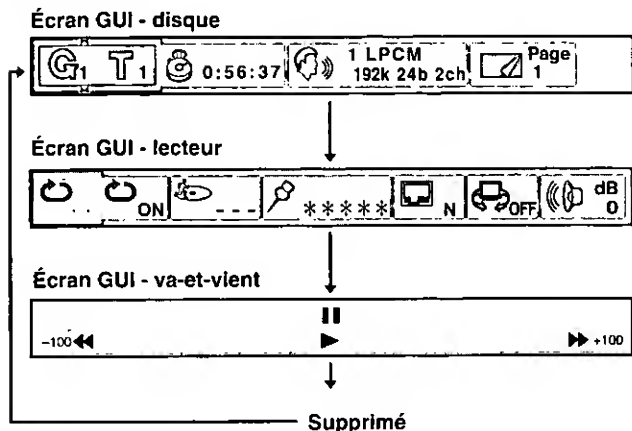 Écran GUI - disque
G1 T1 0:56:37 1 LPCM 192k 24b 2ch Page 1
Écran GUI - lecteur
.. ON --- ***** N OFF dB 0
Écran GUI - va-et-vient
-100 +100
Supprimé